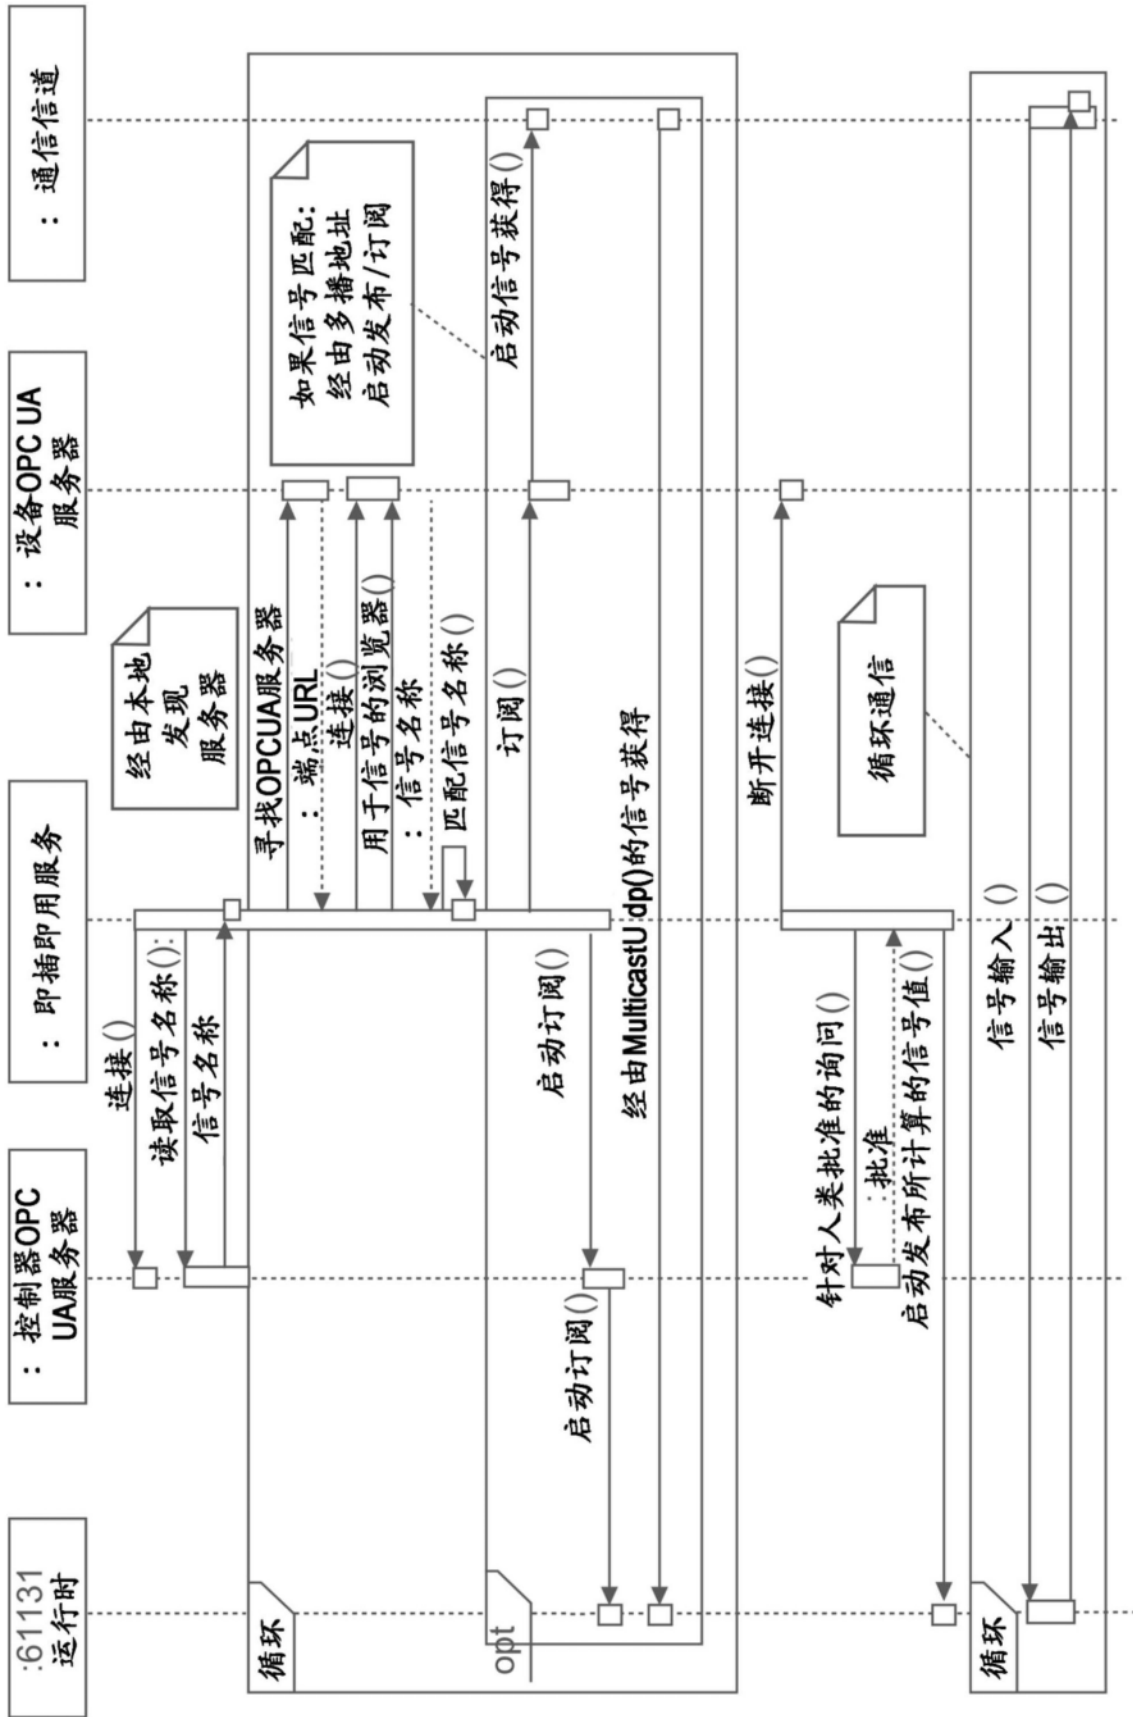 :61131
运行时
: 控制器OPC
UA服务器
: 即插即用服务
: 设备OPC UA
服务器
: 通信信道
连接()
读取信号名称():
信号名称
经由本地
发现
服务器
循环
寻找OPCUA服务器
: 端点URL
连接()
用于信号的浏览器()
: 信号名称
匹配信号名称()
如果信号匹配:
经由多播地址
启动发布/订阅
opt
订阅()
启动信号获得()
启动订阅()
启动订阅()
经由MulticastU dp()的信号获得
断开连接()
针对人类批准的询问()
:批准
启动发布所计算的信号值()
循环通信
循环
信号输入 ()
信号输出 ()